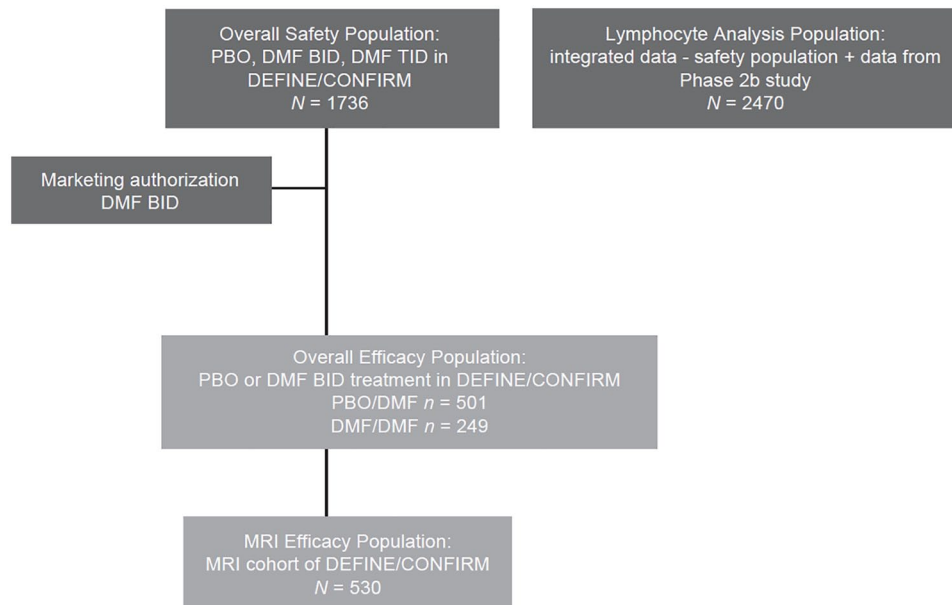 Overall Safety Population:
PBO, DMF BID, DMF TID in
DEFINE/CONFIRM
N = 1736
Lymphocyte Analysis Population:
integrated data - safety population + data from
Phase 2b study
N = 2470
Marketing authorization
DMF BID
Overall Efficacy Population:
PBO or DMF BID treatment in DEFINE/CONFIRM
PBO/DMF n = 501
DMF/DMF n = 249
MRI Efficacy Population:
MRI cohort of DEFINE/CONFIRM
N = 530